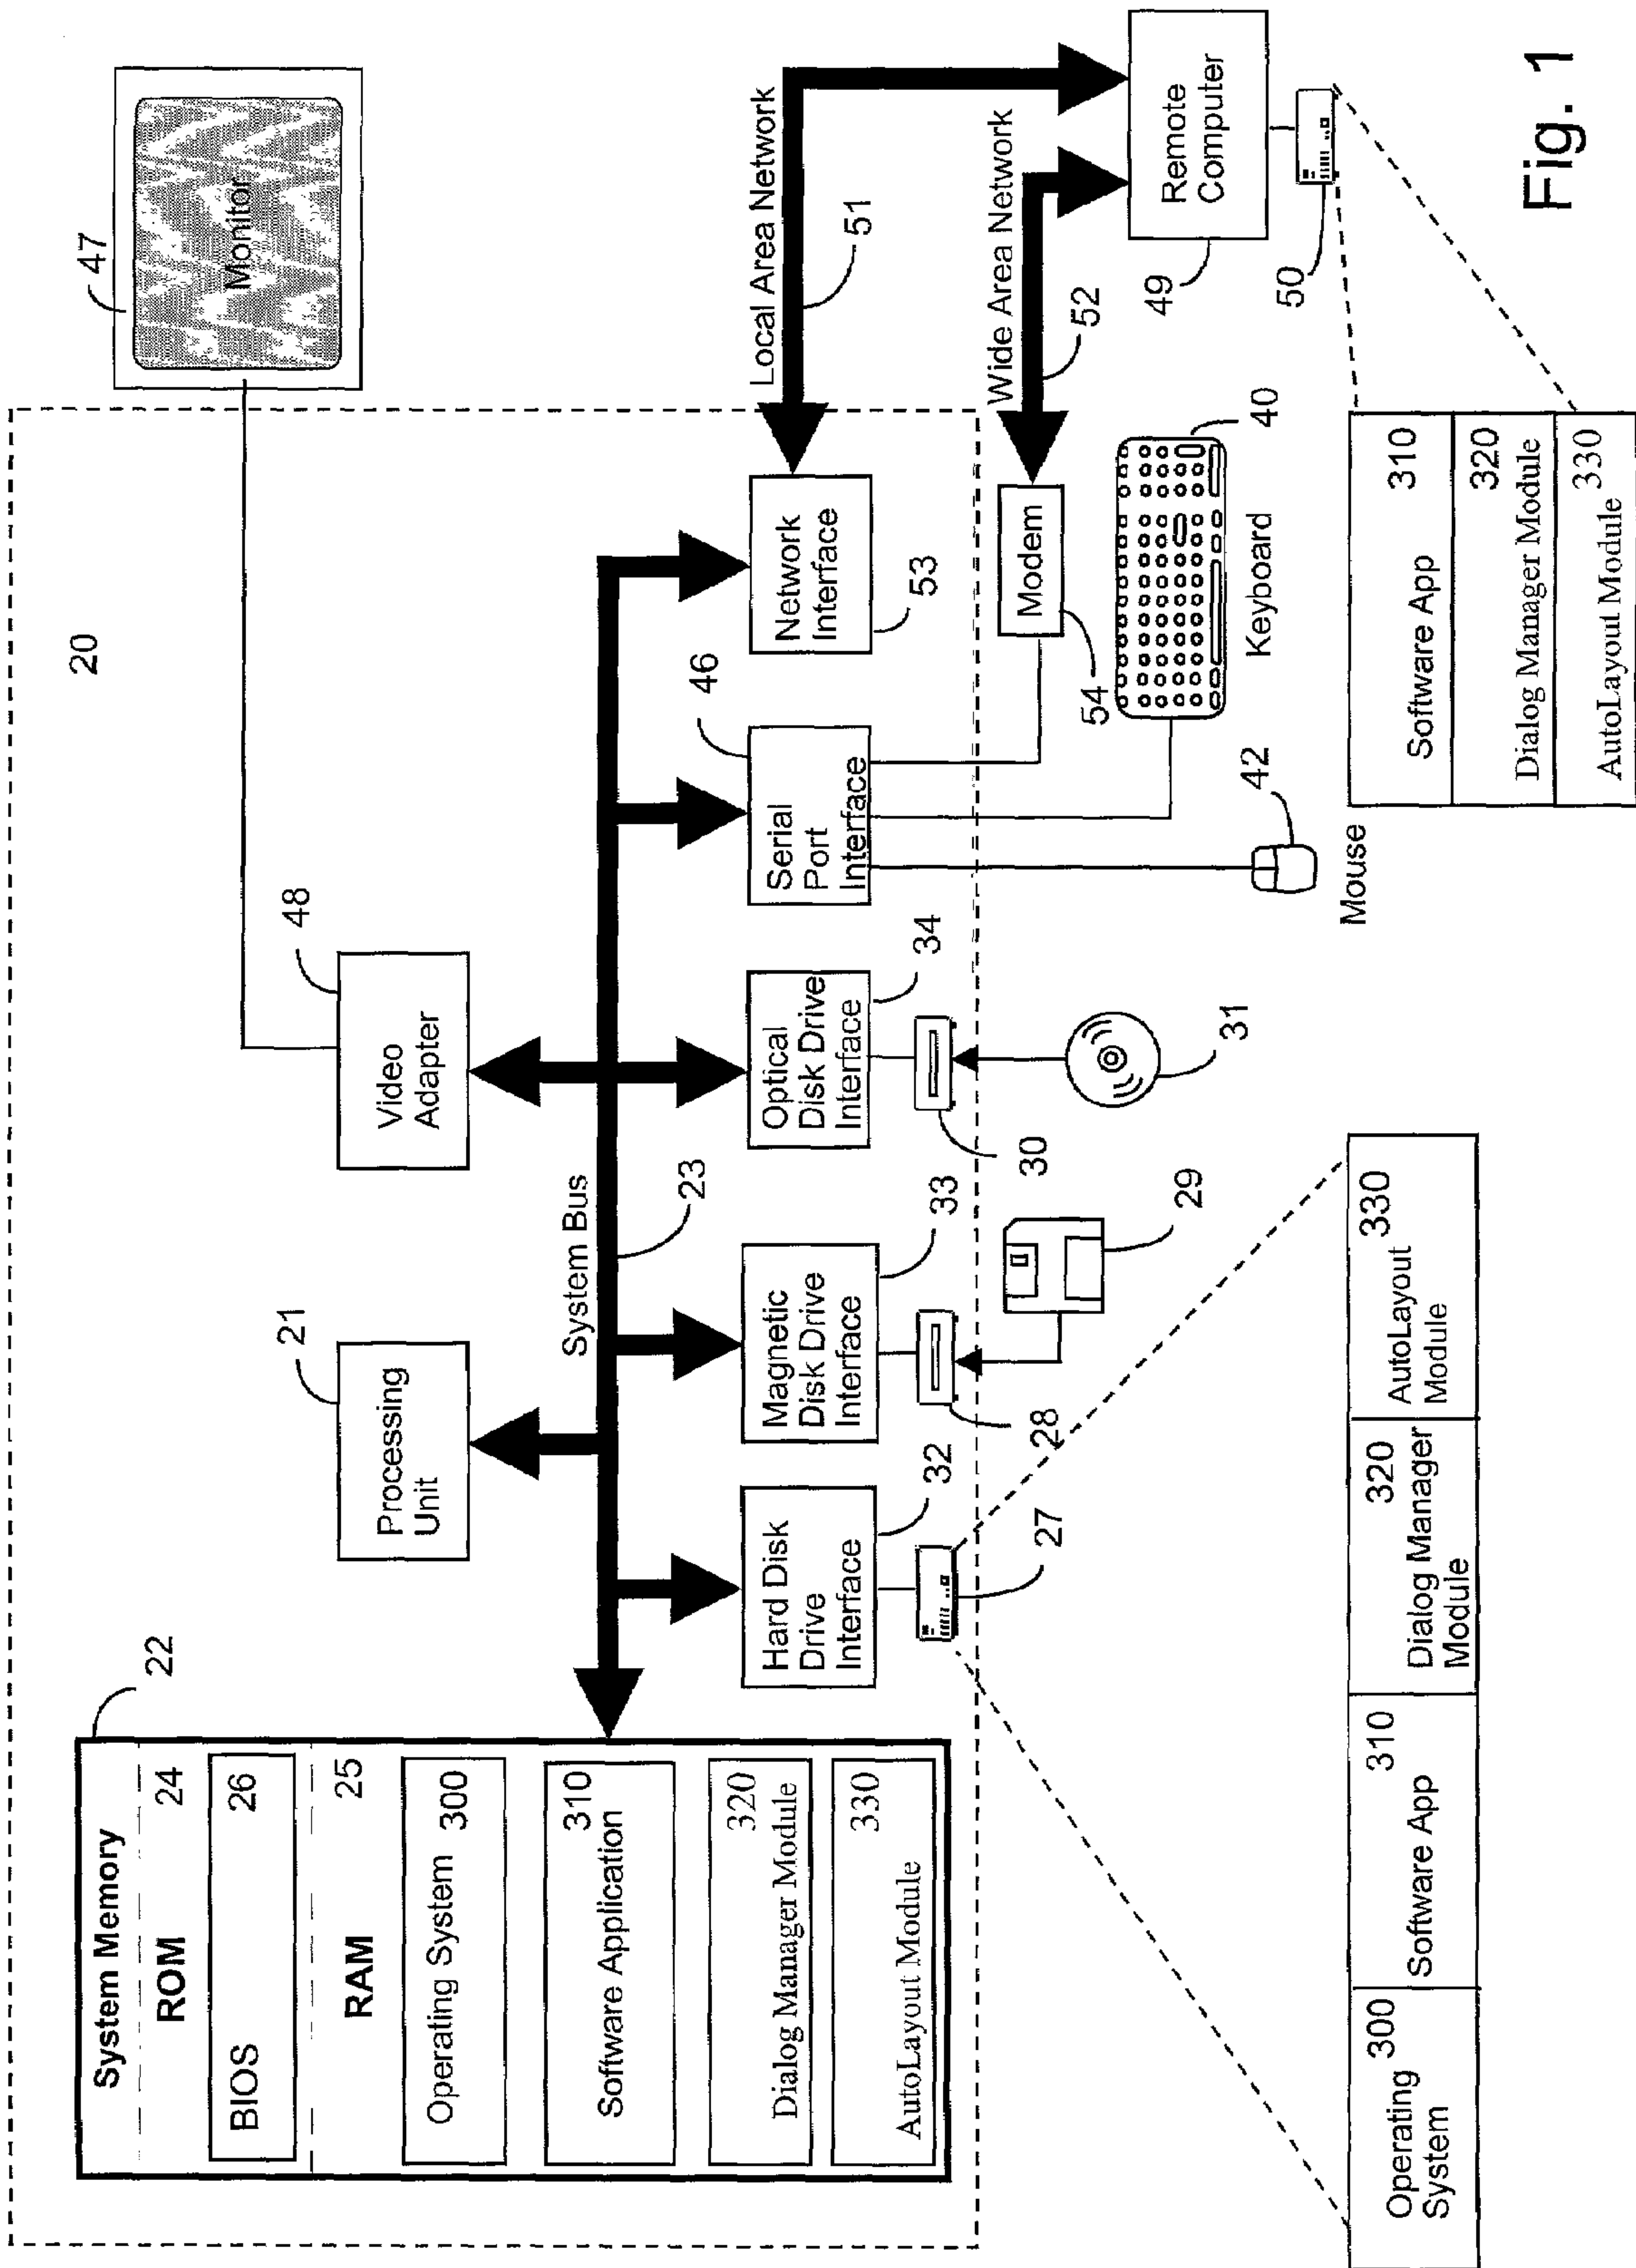 47
Monitor
20
48
Video
Adapter
21
Processing
Unit
22
System Memory
ROM 24
BIOS 26
RAM 25
Operating System 300
310
Software Application
320
Dialog Manager Module
330
AutoLayout Module
System Bus
23
Hard Disk
Drive
Interface
32
Magnetic
Disk Drive
Interface
33
Optical
Disk Drive
Interface
34
Serial
Port
Interface
46
Network
Interface
53
Local Area Network
51
Wide Area Network
52
Modem
54
Remote
Computer
49
50
27
28
29
30
31
Mouse
42
Keyboard
40
Operating 300
System
310
Software App
320
Dialog Manager
Module
330
AutoLayout
Module
310
Software App
320
Dialog Manager Module
330
AutoLayout Module
Fig. 1